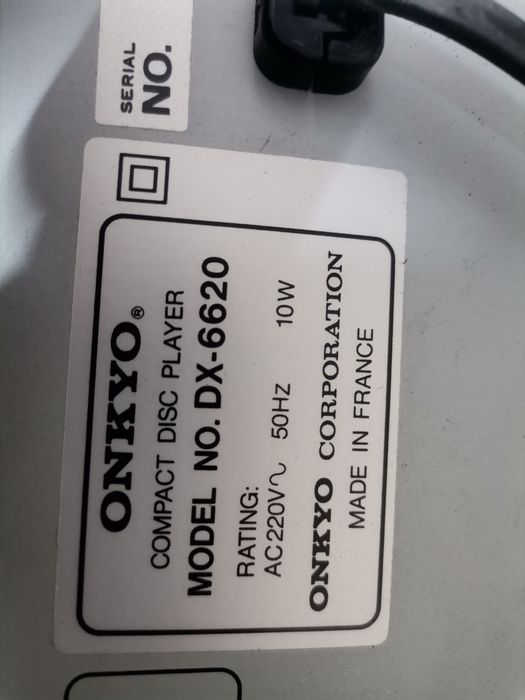 SERIAL
NO.
ONKYO®
COMPACT DISC PLAYER
MODEL NO. DX-6620
RATING:
AC 220V∿ 50HZ 10W
ONKYO CORPORATION
MADE IN FRANCE